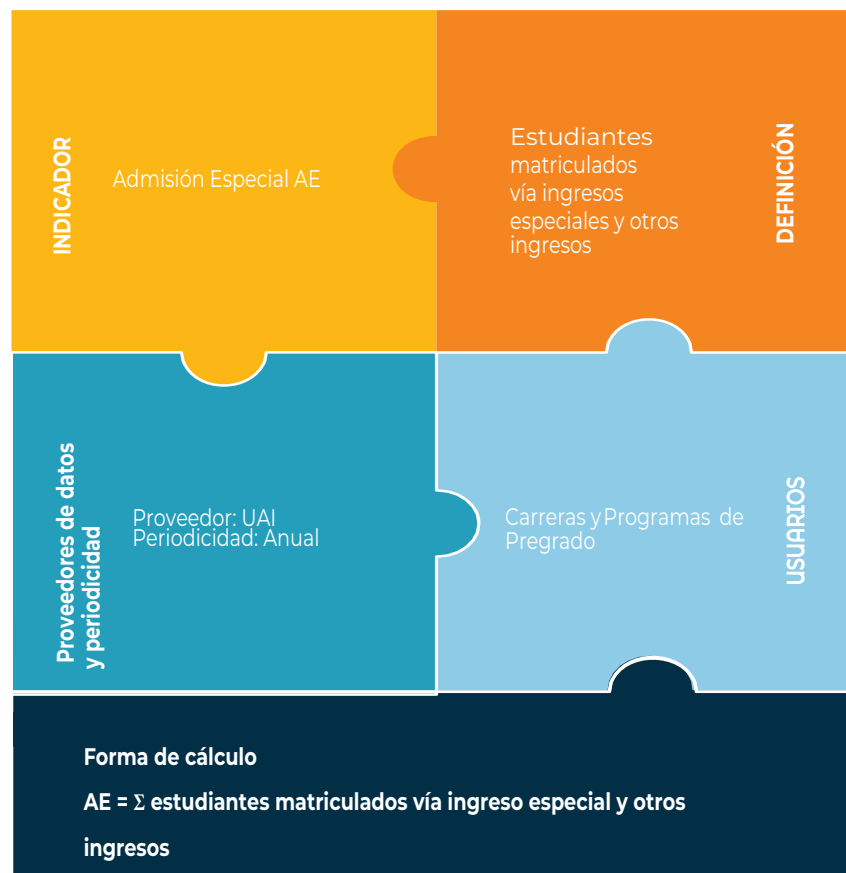 INDICADOR
Admisión Especial AE
Estudiantes
matriculados
vía ingresos
especiales y otros
ingresos
DEFINICIÓN
Proveedores de datos
y periodicidad
Proveedor: UAI
Periodicidad: Anual
Carreras y Programas de
Pregrado
USUARIOS
Forma de cálculo
AE = Σ estudiantes matriculados vía ingreso especial y otros
ingresos